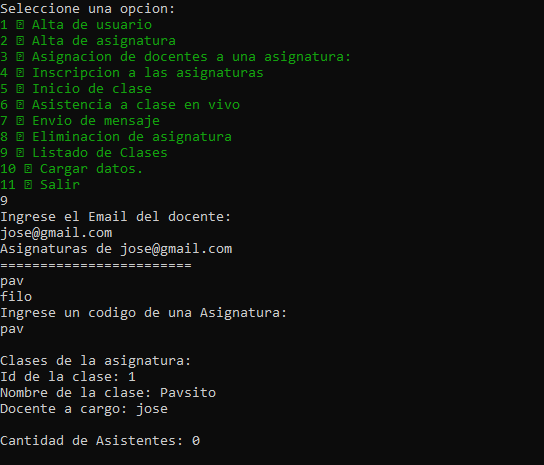 Seleccione una opcion:
1 ⍰ Alta de usuario
2 ⍰ Alta de asignatura
3 ⍰ Asignacion de docentes a una asignatura:
4 ⍰ Inscripcion a las asignaturas
5 ⍰ Inicio de clase
6 ⍰ Asistencia a clase en vivo
7 ⍰ Envio de mensaje
8 ⍰ Eliminacion de asignatura
9 ⍰ Listado de Clases
10 ⍰ Cargar datos.
11 ⍰ Salir
9
Ingrese el Email del docente:
jose@gmail.com
Asignaturas de jose@gmail.com
========================
pav
filo
Ingrese un codigo de una Asignatura:
pav
Clases de la asignatura:
Id de la clase: 1
Nombre de la clase: Pavsito
Docente a cargo: jose
Cantidad de Asistentes: 0